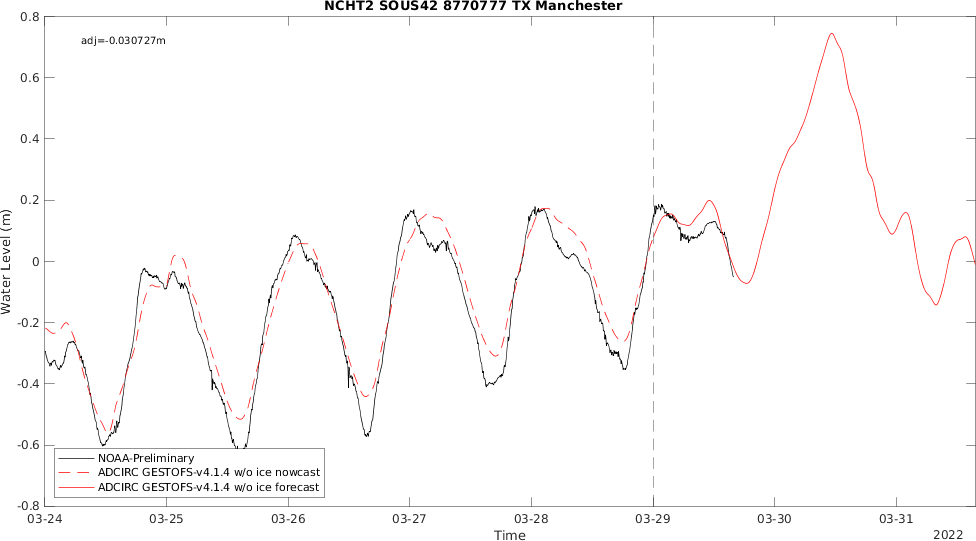 NCHT2 SOUS42 8770777 TX Manchester
adj=-0.030727m
0.8
0.6
0.4
0.2
0
-0.2
-0.4
-0.6
-0.8
Water Level (m)
NOAA-Preliminary
ADCIRC GESTOFS-v4.1.4 w/o ice nowcast
ADCIRC GESTOFS-v4.1.4 w/o ice forecast
03-24 03-25 03-26 03-27 03-28 03-29 03-30 03-31
Time
2022